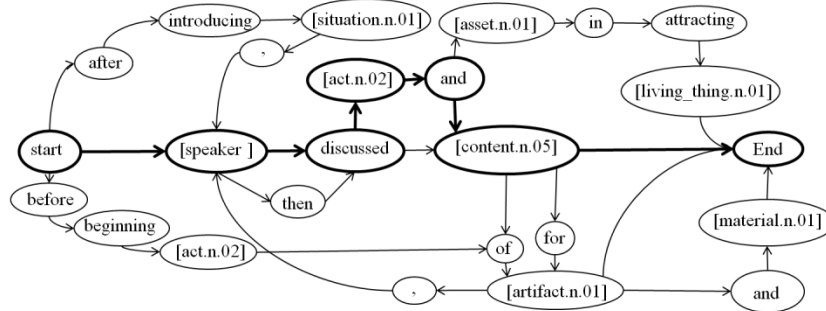 introducing
[situation.n.01]
[asset.n.01]
in
attracting
after
,
[act.n.02]
and
[living_thing.n.01]
start
[speaker ]
discussed
[content.n.05]
End
before
then
beginning
[material.n.01]
[act.n.02]
of
for
,
[artifact.n.01]
and